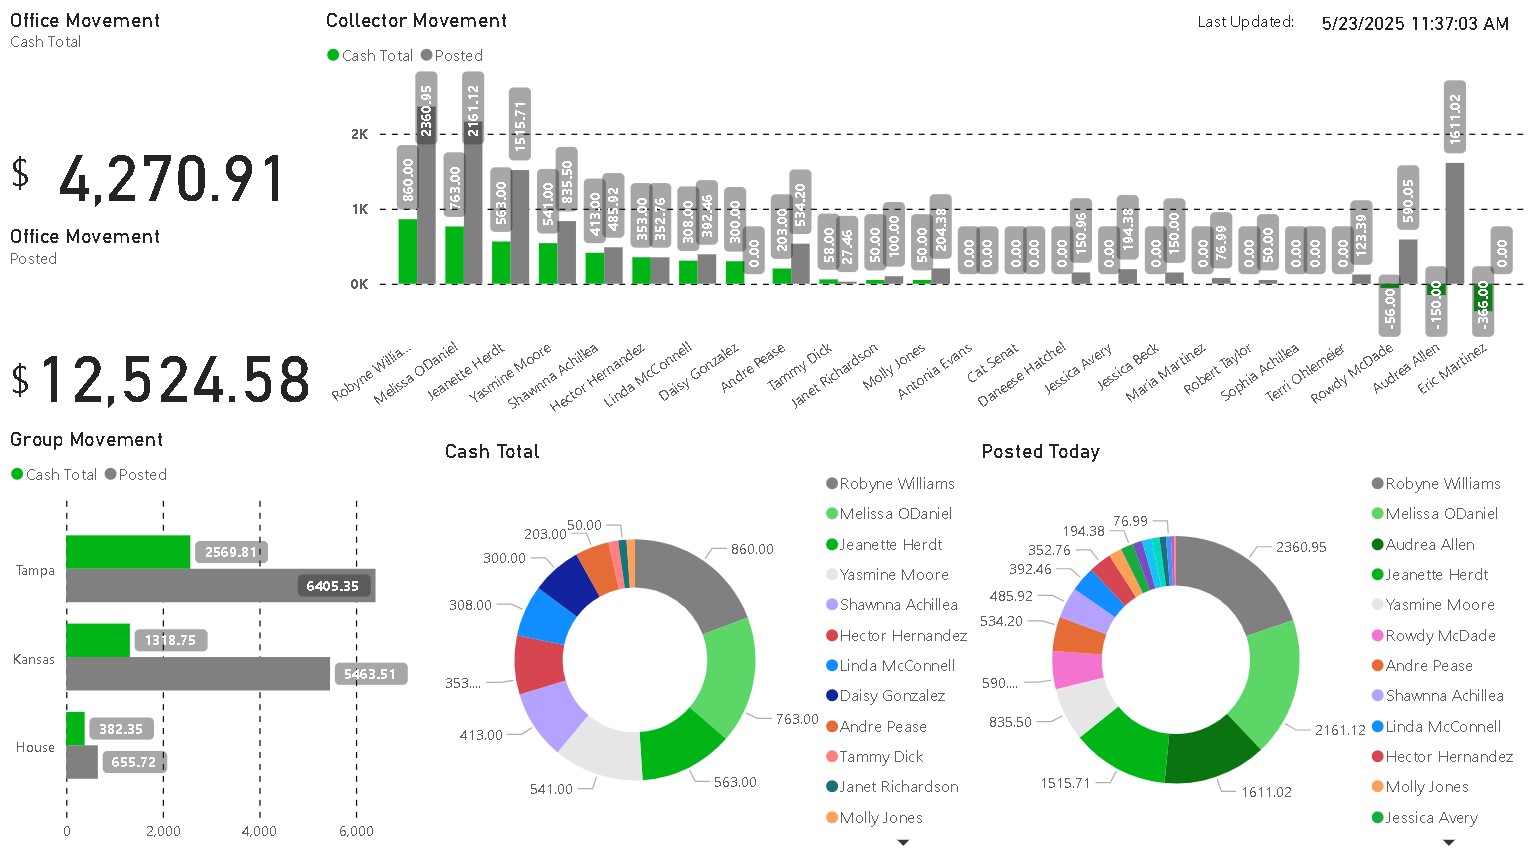 Office Movement
Cash Total
$ 4,270.91
Office Movement
Posted
$ 12,524.58
Collector Movement
Last Updated: 5/23/2025 11:37:03 AM
Cash Total Posted
2K
1K
0K
860.00 2360.95 763.00 2161.12 563.00 1515.71 541.00 835.50 413.00 485.92 353.00 352.76 308.00 392.46 300.00 0.00 203.00 534.20 58.00 27.46 50.00 100.00 50.00 204.38 0.00 0.00 0.00 0.00 0.00 150.96 0.00 194.38 0.00 150.00 0.00 76.99 0.00 50.00 0.00 0.00 0.00 123.39 -56.00 590.05 -150.00 1611.02 -366.00 0.00
Robyne Willia...
Melissa ODaniel
Jeanette Herdt
Yasmine Moore
Shawnna Achillea
Hector Hernandez
Linda McConnell
Daisy Gonzalez
Andre Pease
Tammy Dick
Janet Richardson
Molly Jones
Antonia Evans
Cat Senat
Daneese Hatchel
Jessica Avery
Jessica Beck
Maria Martinez
Robert Taylor
Sophia Achillea
Terri Ohlemeier
Rowdy McDade
Audrea Allen
Eric Martinez
Group Movement
Cash Total Posted
Tampa
2569.81
6405.35
Kansas
1318.75
5463.51
House
382.35
655.72
0 2,000 4,000 6,000
Cash Total
860.00
763.00
563.00
541.00
413.00
353....
308.00
300.00
203.00
50.00
Robyne Williams
Melissa ODaniel
Jeanette Herdt
Yasmine Moore
Shawnna Achillea
Hector Hernandez
Linda McConnell
Daisy Gonzalez
Andre Pease
Tammy Dick
Janet Richardson
Molly Jones
Posted Today
2360.95
2161.12
1611.02
1515.71
835.50
590....
534.20
485.92
392.46
352.76
194.38
76.99
Robyne Williams
Melissa ODaniel
Audrea Allen
Jeanette Herdt
Yasmine Moore
Rowdy McDade
Andre Pease
Shawnna Achillea
Linda McConnell
Hector Hernandez
Molly Jones
Jessica Avery